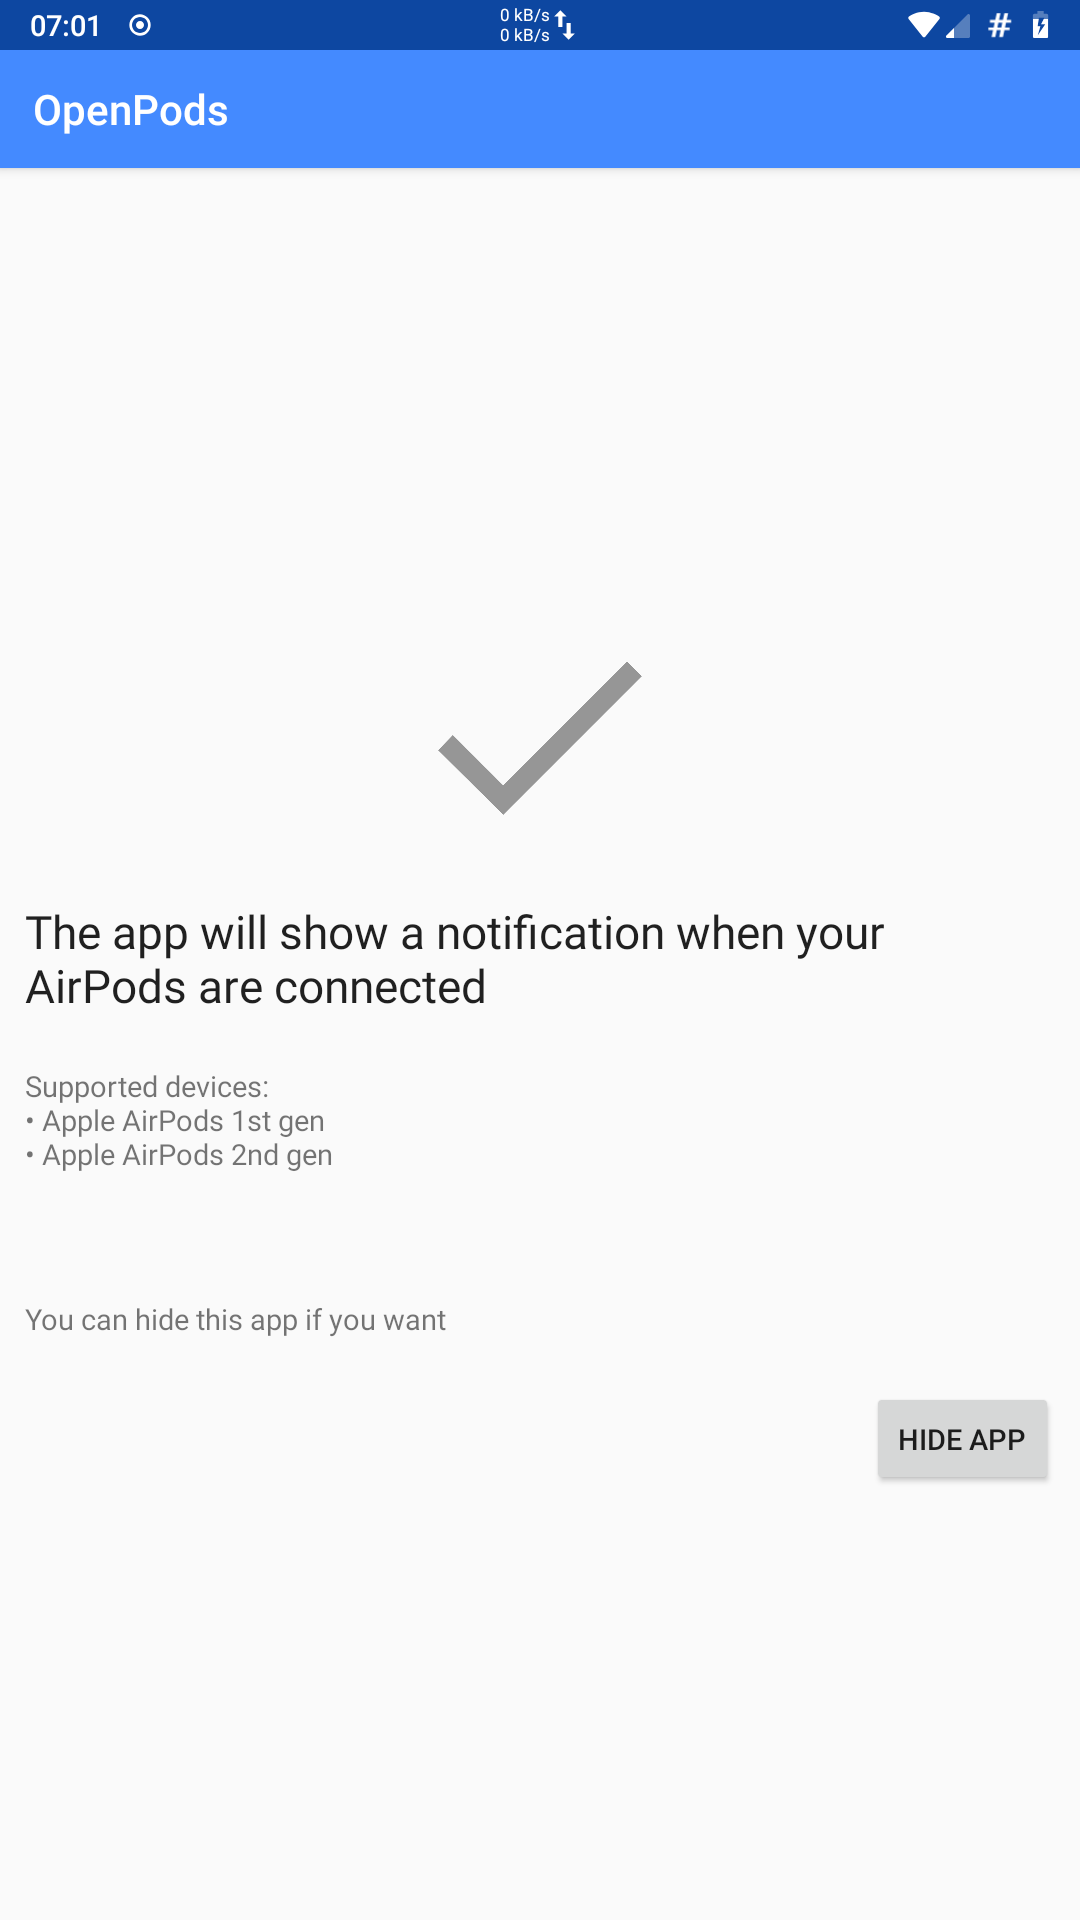 07:01
0 kB/s
0 kB/s
#
OpenPods
The app will show a notification when your
AirPods are connected
Supported devices:
• Apple AirPods 1st gen
• Apple AirPods 2nd gen
You can hide this app if you want
HIDE APP